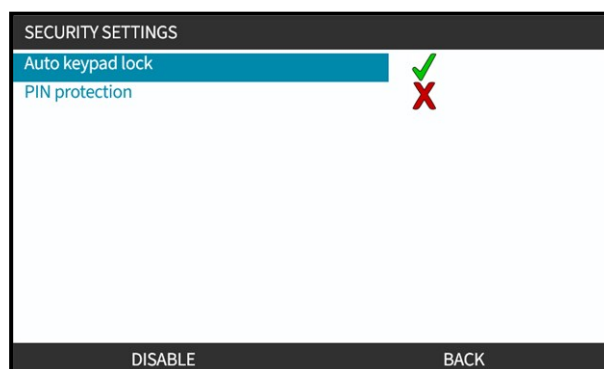 SECURITY SETTINGS
Auto keypad lock
PIN protection
DISABLE BACK